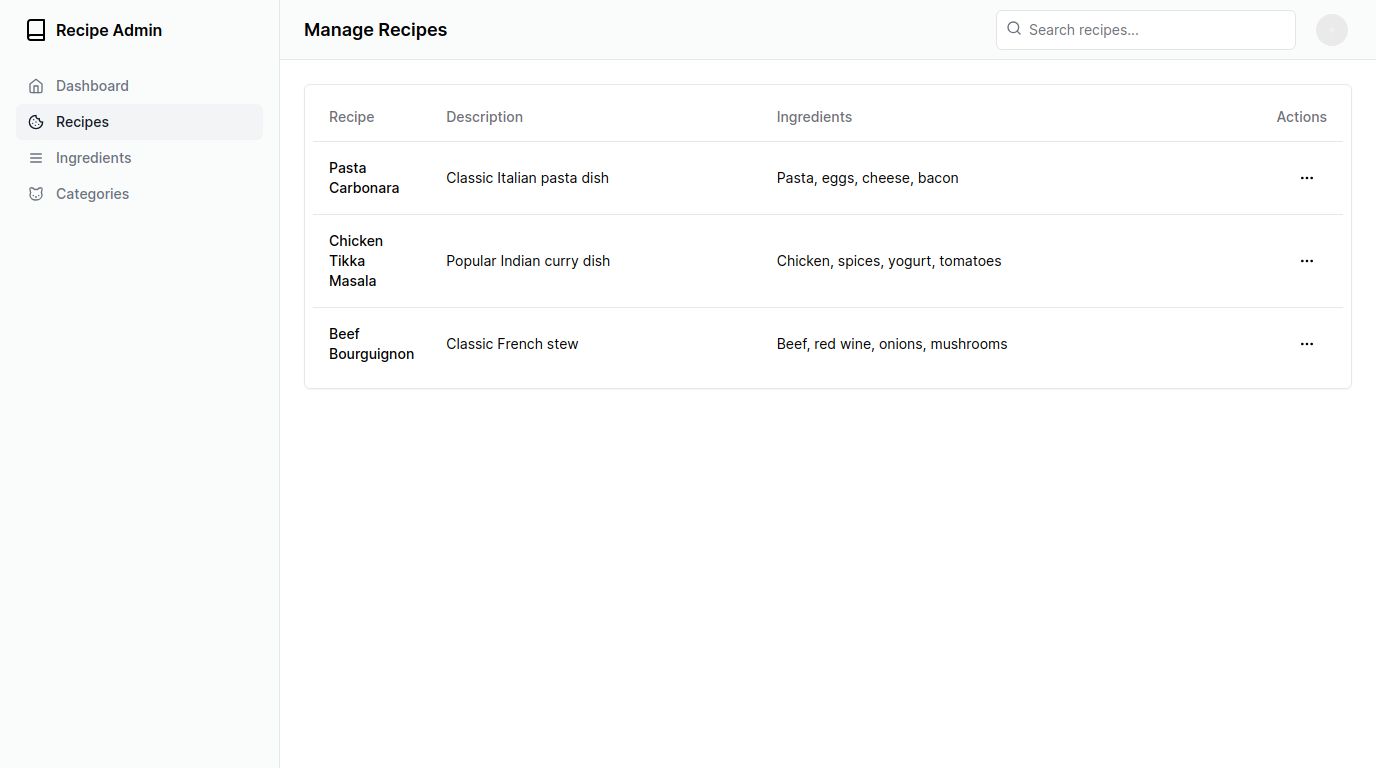 Recipe Admin
Dashboard
Recipes
Ingredients
Categories
Manage Recipes
Search recipes...
Recipe Description Ingredients Actions
Pasta
Carbonara
Classic Italian pasta dish
Pasta, eggs, cheese, bacon
Chicken
Tikka
Masala
Popular Indian curry dish
Chicken, spices, yogurt, tomatoes
Beef
Bourguignon
Classic French stew
Beef, red wine, onions, mushrooms